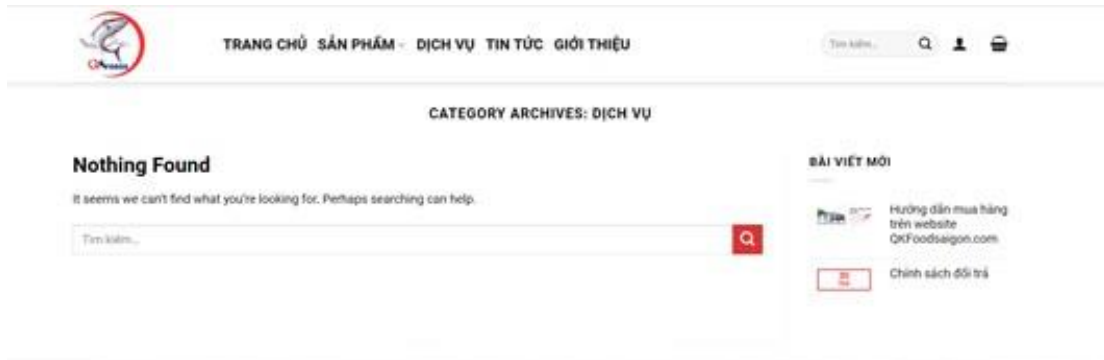 TRANG CHỦ SẢN PHẨM DỊCH VỤ TIN TỨC GIỚI THIỆU
Tìm kiếm...
CATEGORY ARCHIVES: DỊCH VỤ
Nothing Found
It seems we can't find what you're looking for. Perhaps searching can help.
Tìm kiếm...
BÀI VIẾT MỚI
Hướng dẫn mua hàng
trên website
QKFoodsaigon.com
Chính sách đổi trả